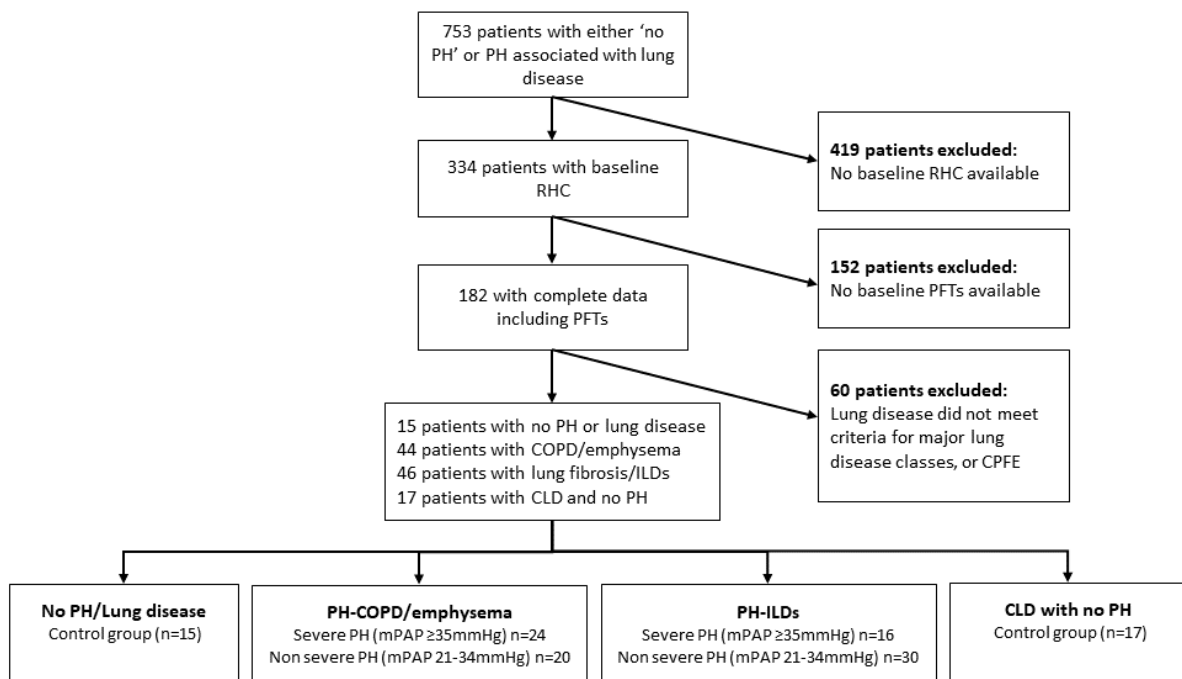 753 patients with either ‘no
PH’ or PH associated with lung
disease
419 patients excluded:
No baseline RHC available
334 patients with baseline
RHC
152 patients excluded:
No baseline PFTs available
182 with complete data
including PFTs
60 patients excluded:
Lung disease did not meet
criteria for major lung
disease classes, or CPFE
15 patients with no PH or lung disease
44 patients with COPD/emphysema
46 patients with lung fibrosis/ILDs
17 patients with CLD and no PH
No PH/Lung disease
Control group (n=15)
PH-COPD/emphysema
Severe PH (mPAP ≥35mmHg) n=24
Non severe PH (mPAP 21-34mmHg) n=20
PH-ILDs
Severe PH (mPAP ≥35mmHg) n=16
Non severe PH (mPAP 21-34mmHg) n=30
CLD with no PH
Control group (n=17)